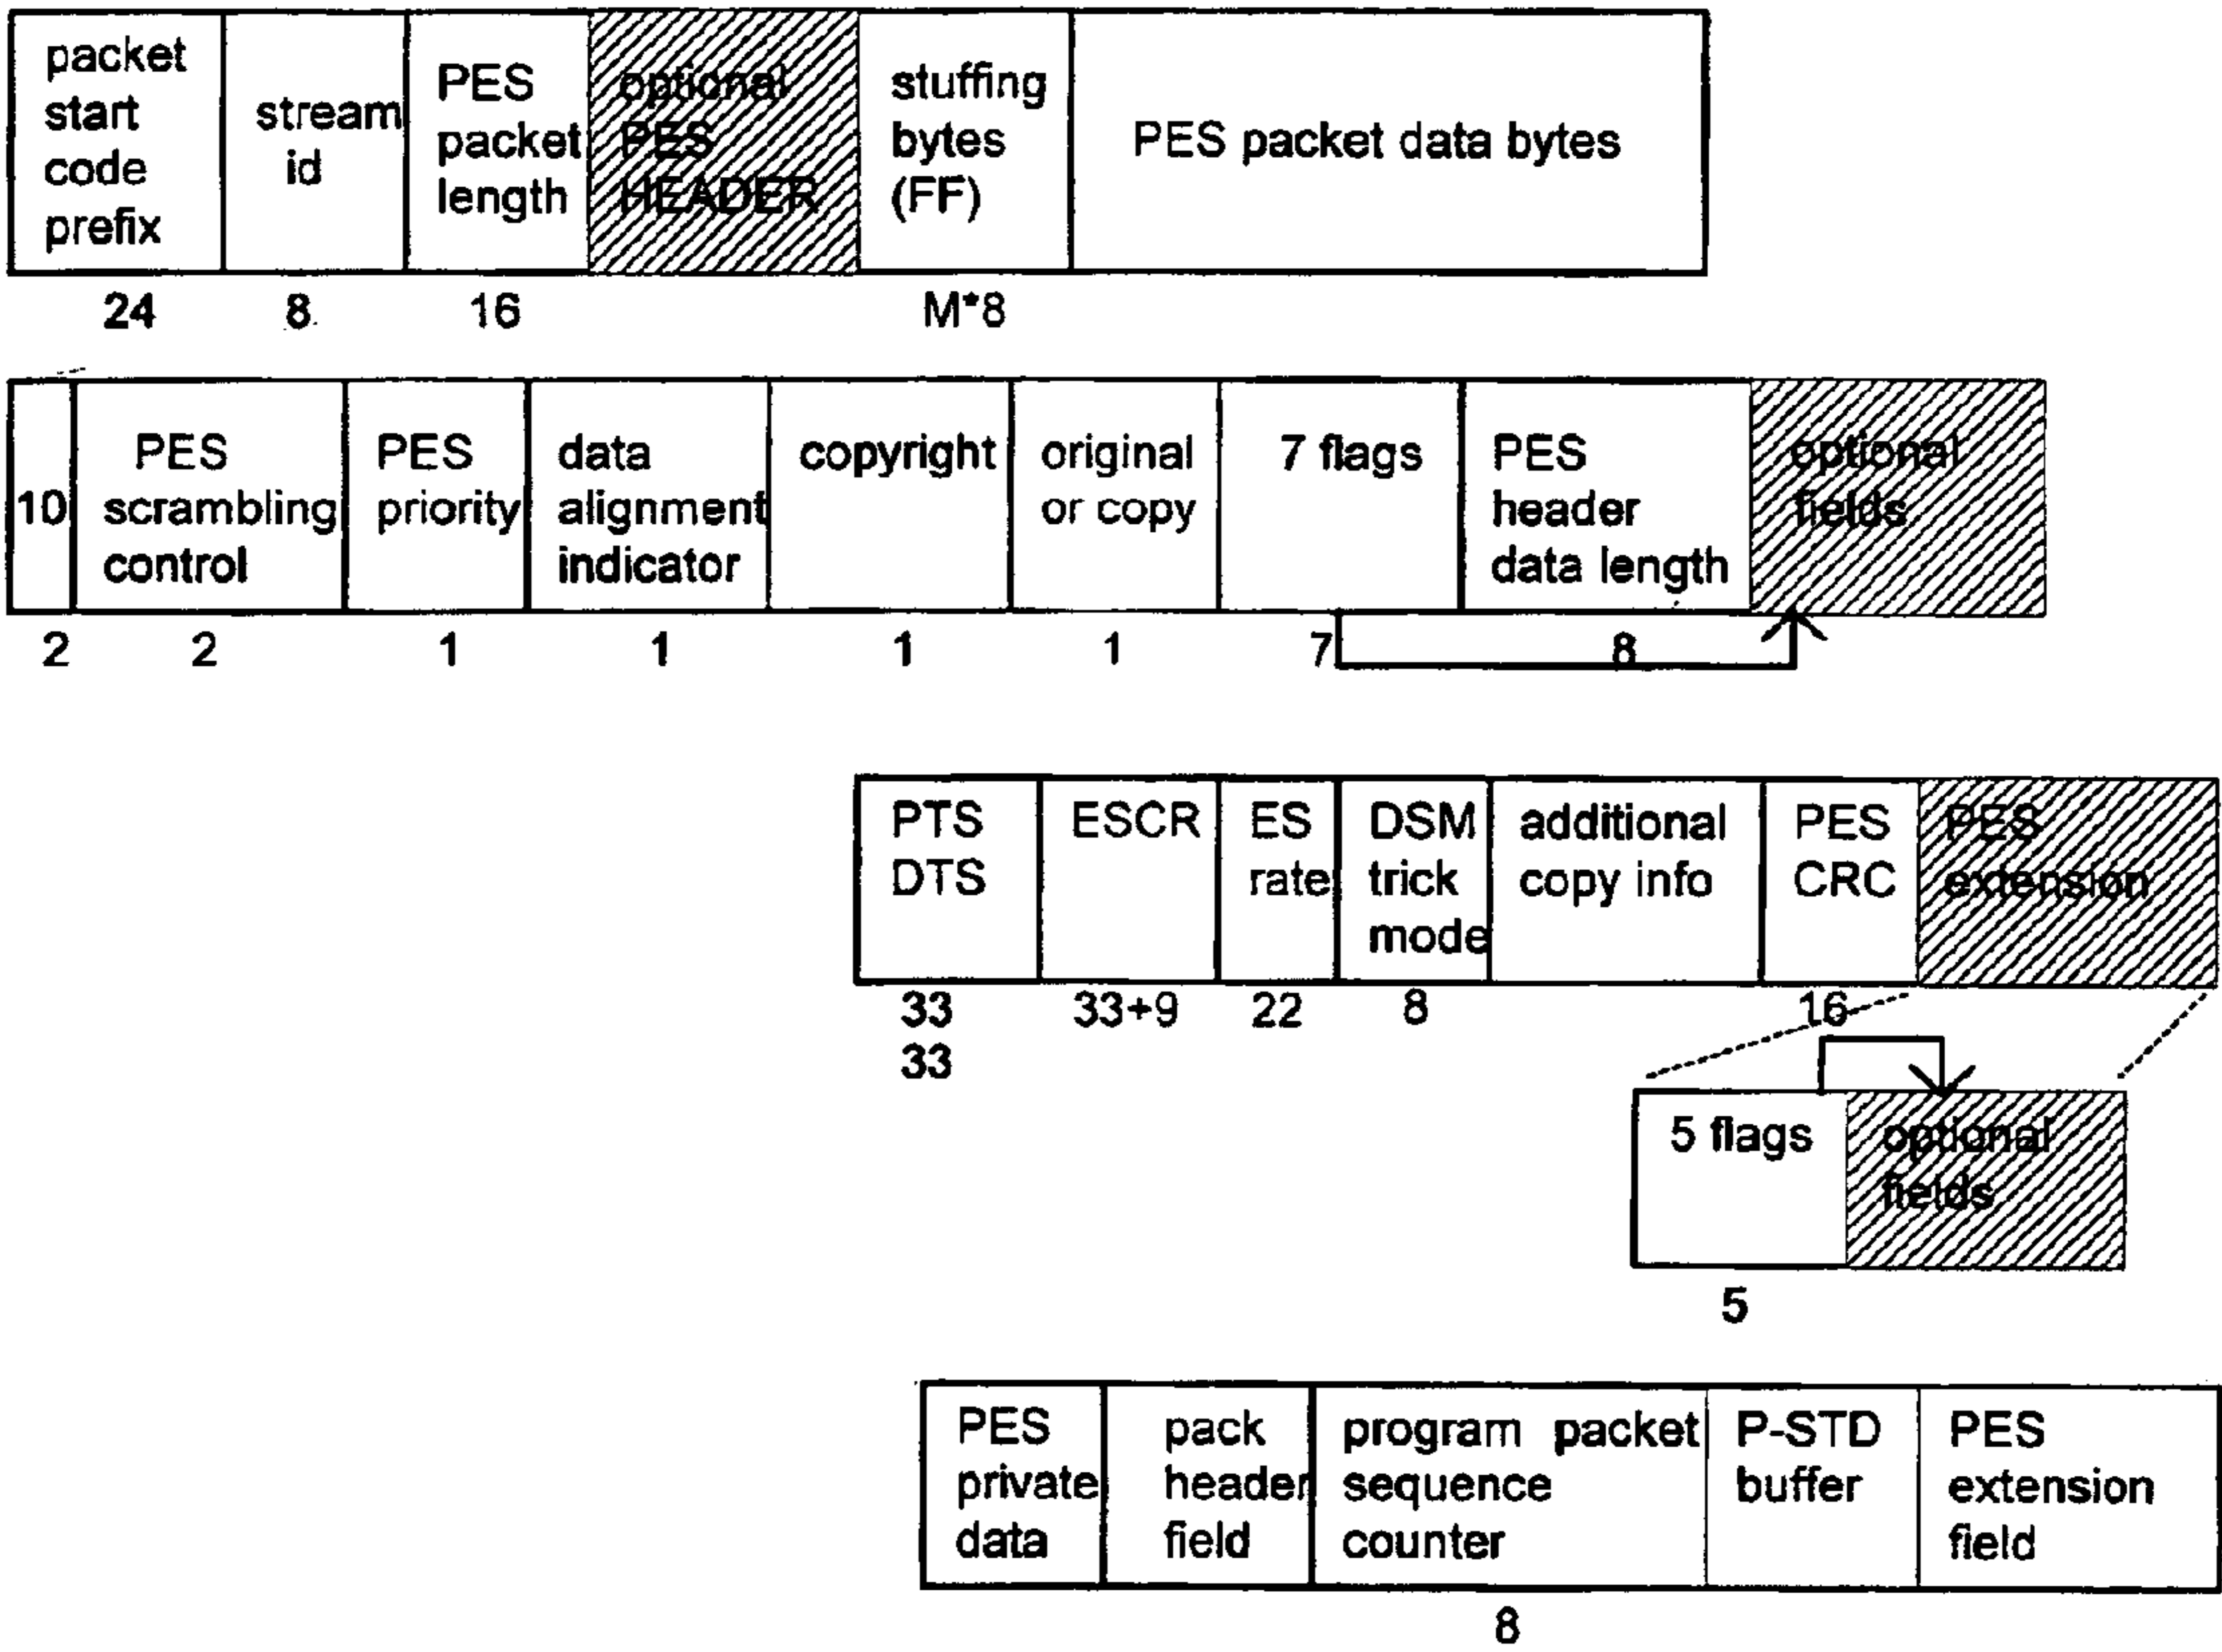 packet
start
code
prefix
stream
id
PES
packet
length
optional
PES
HEADER
stuffing
bytes
(FF)
PES packet data bytes
24
8
16
M*8
10
PES
scrambling
control
PES
priority
data
alignment
indicator
copyright
original
or copy
7 flags
PES
header
data length
optional
fields
2
2
1
1
1
1
7
8
PTS
DTS
ESCR
ES
rate
DSM
trick
mode
additional
copy info
PES
CRC
PES
extension
33
33
33+9
22
8
16
5 flags
optional
fields
5
PES
private
data
pack
header
field
program packet
sequence
counter
P-STD
buffer
PES
extension
field
8